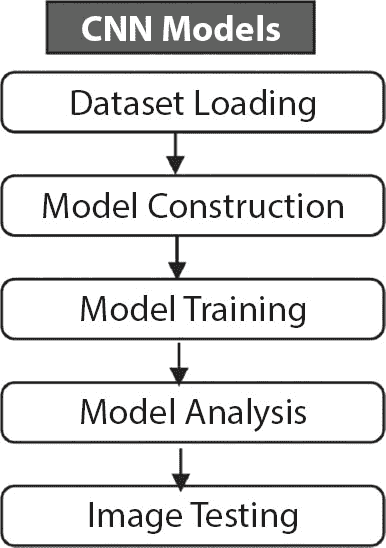 CNN Models
Dataset Loading
Model Construction
Model Training
Model Analysis
Image Testing